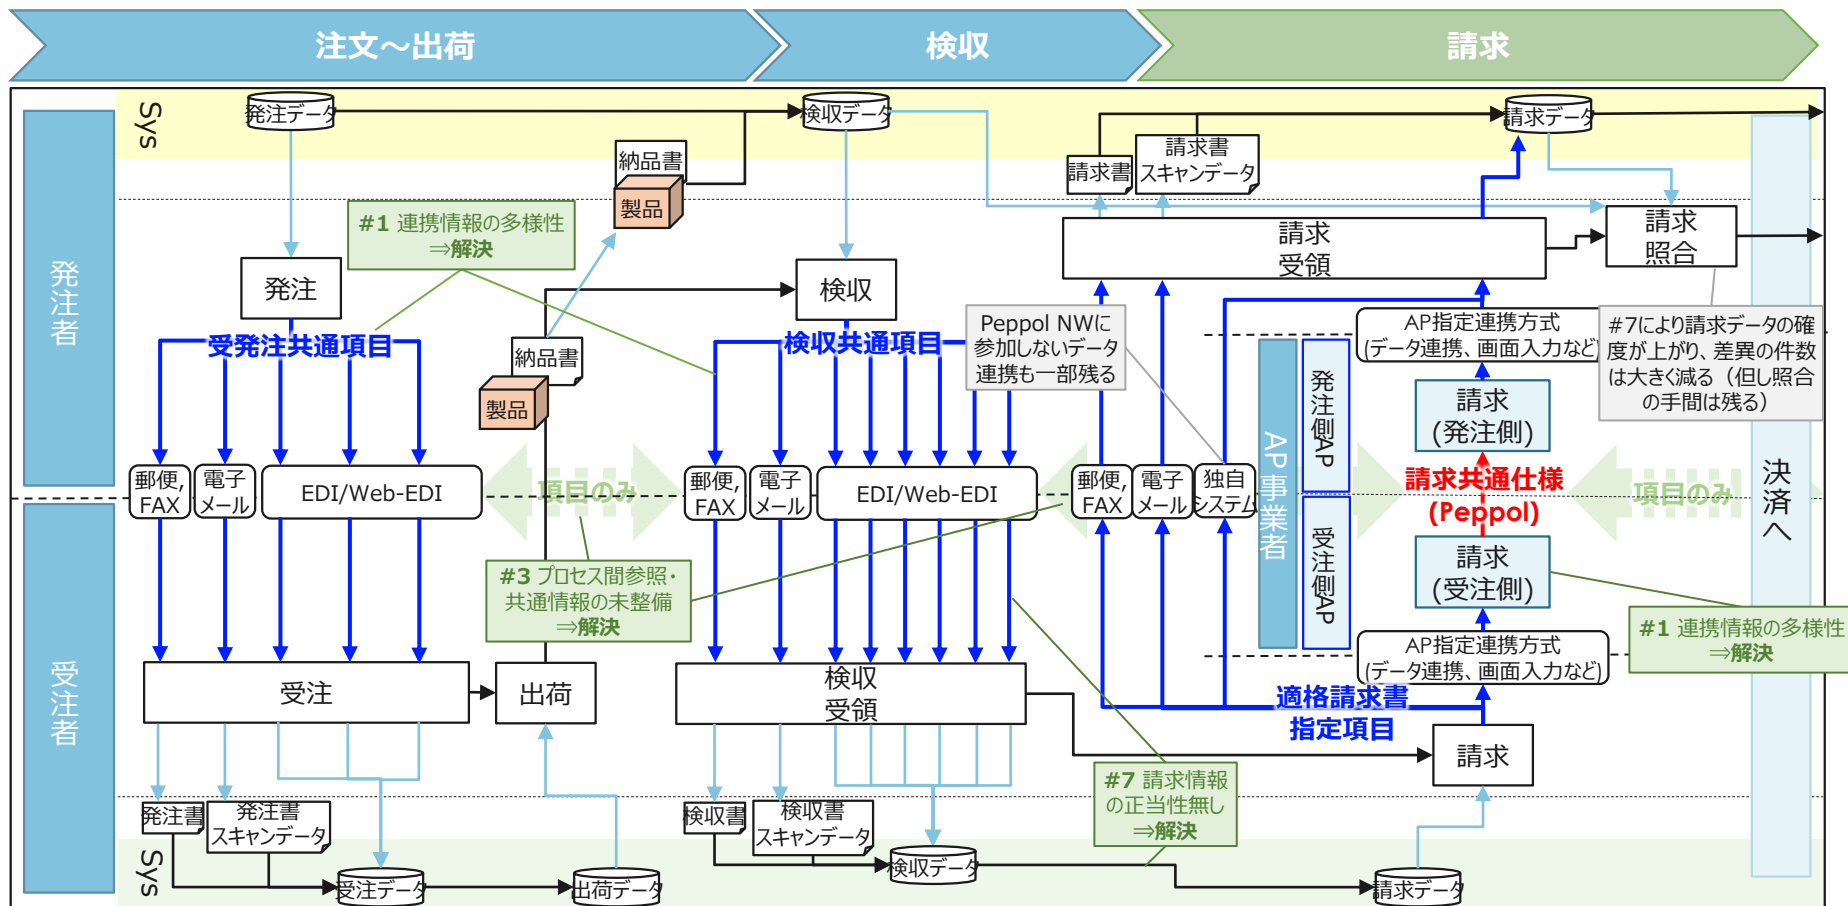 注文～出荷
検収
請求
発注者
受注者
Sys
発注データ
検収データ
請求データ
納品書
製品
請求書
請求書
スキャンデータ
#1 連携情報の多様性
⇒解決
発注
検収
請求
受領
請求
照合
受発注共通項目
検収共通項目
納品書
製品
Peppol NWに
参加しないデータ
連携も一部残る
AP指定連携方式
(データ連携、画面入力など)
#7により請求データの確
度が上がり、差異の件数
は大きく減る（但し照合
の手間は残る）
AP事業者
発注側AP
受注側AP
請求
(発注側)
郵便,
FAX
電子
メール
EDI/Web-EDI
項目のみ
郵便,
FAX
電子
メール
EDI/Web-EDI
郵便,
FAX
電子
メール
独自
システム
請求共通仕様
(Peppol)
項目のみ
決済へ
#3 プロセス間参照・
共通情報の未整備
⇒解決
請求
(受注側)
#1 連携情報の多様性
⇒解決
AP指定連携方式
(データ連携、画面入力など)
受注
出荷
検収
受領
適格請求書
指定項目
請求
#7 請求情報
の正当性無し
⇒解決
発注書
発注書
スキャンデータ
検収書
検収書
スキャンデータ
Sys
受注データ
出荷データ
検収データ
請求データ